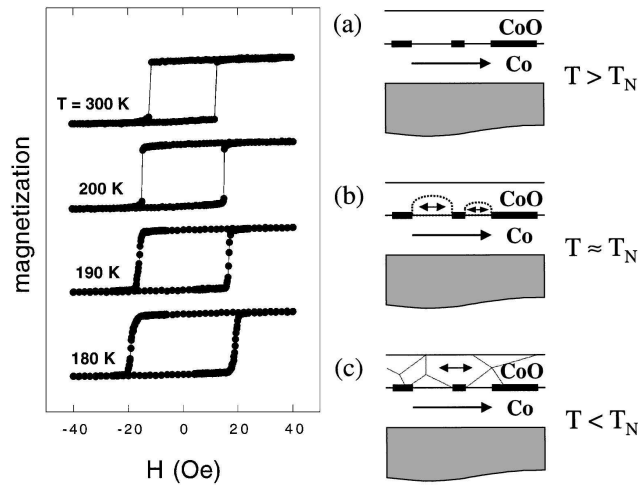 magnetization
T = 300 K
200 K
190 K
180 K
-40 -20 0 20 40
H (Oe)
(a)
CoO
Co
T > T_N
(b)
CoO
Co
T ≈ T_N
(c)
CoO
Co
T < T_N